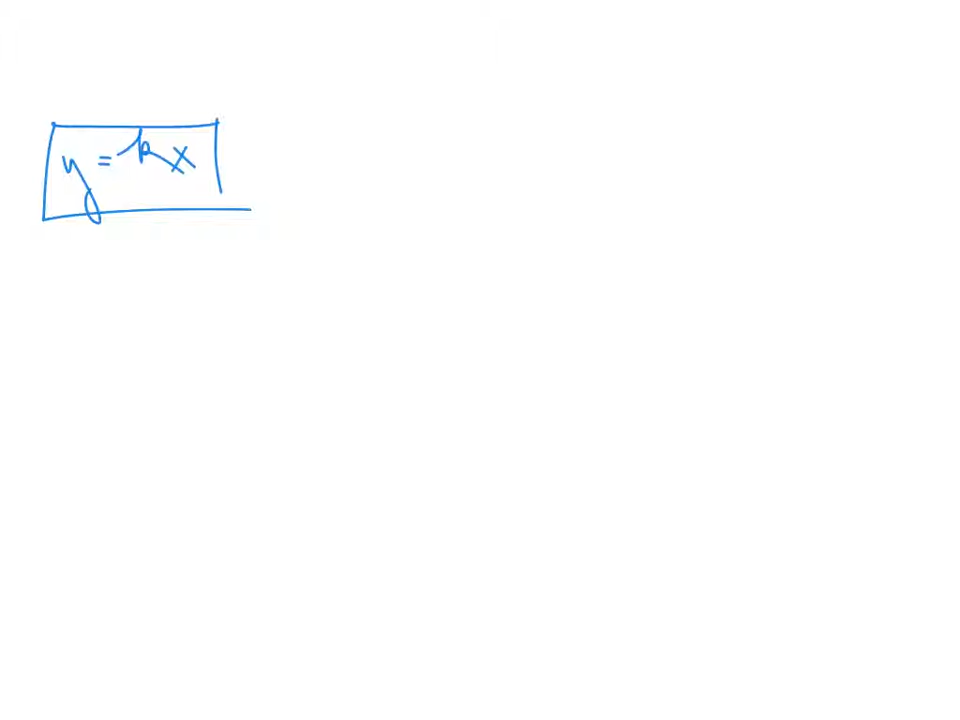 y = kx